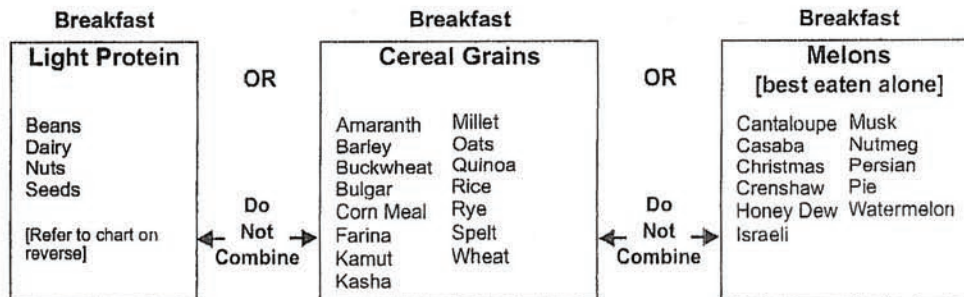 Breakfast
Light Protein
Beans
Dairy
Nuts
Seeds
[Refer to chart on
reverse]
OR
Do
Not
Combine
Breakfast
Cereal Grains
Amaranth
Barley
Buckwheat
Bulgar
Corn Meal
Farina
Kamut
Kasha
Millet
Oats
Quinoa
Rice
Rye
Spelt
Wheat
OR
Do
Not
Combine
Breakfast
Melons
[best eaten alone]
Cantaloupe
Casaba
Christmas
Crenshaw
Honey Dew
Israeli
Musk
Nutmeg
Persian
Pie
Watermelon